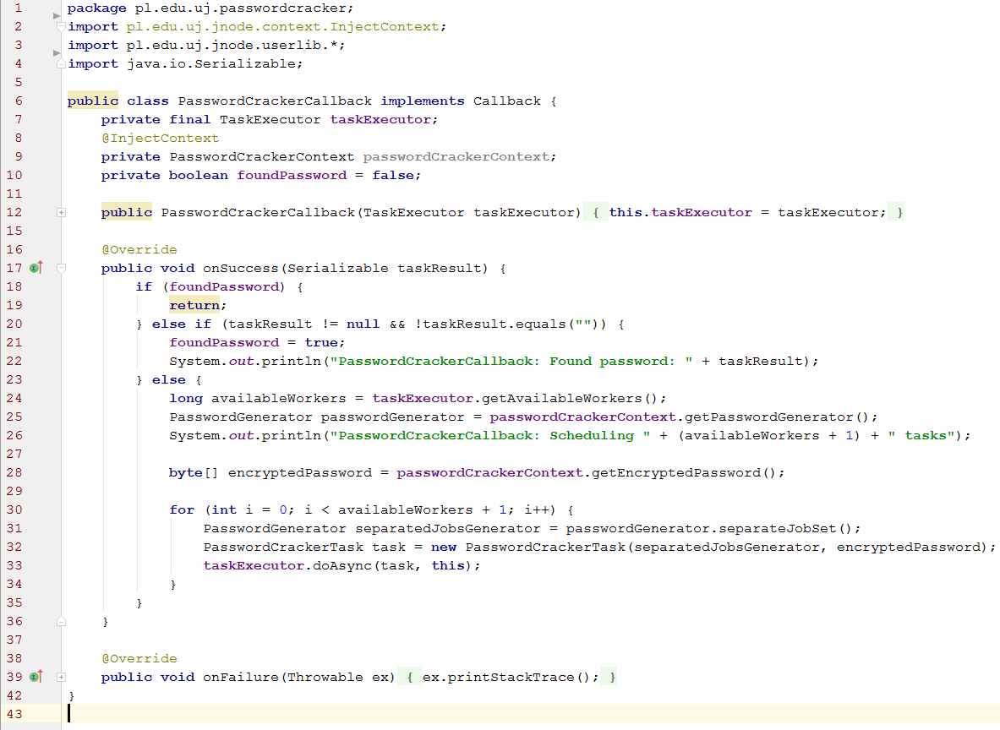 1 package pl.edu.uj.passwordcracker;
2 import pl.edu.uj.jnode.context.InjectContext;
3 import pl.edu.uj.jnode.userlib.*;
4 import java.io.Serializable;
5
6 public class PasswordCrackerCallback implements Callback {
7     private final TaskExecutor taskExecutor;
8     @InjectContext
9     private PasswordCrackerContext passwordCrackerContext;
10     private boolean foundPassword = false;
11
12     public PasswordCrackerCallback(TaskExecutor taskExecutor) { this.taskExecutor = taskExecutor; }
15
16     @Override
17     public void onSuccess(Serializable taskResult) {
18         if (foundPassword) {
19             return;
20         } else if (taskResult != null && !taskResult.equals("")) {
21             foundPassword = true;
22             System.out.println("PasswordCrackerCallback: Found password: " + taskResult);
23         } else {
24             long availableWorkers = taskExecutor.getAvailableWorkers();
25             PasswordGenerator passwordGenerator = passwordCrackerContext.getPasswordGenerator();
26             System.out.println("PasswordCrackerCallback: Scheduling " + (availableWorkers + 1) + " tasks");
27
28             byte[] encryptedPassword = passwordCrackerContext.getEncryptedPassword();
29
30             for (int i = 0; i < availableWorkers + 1; i++) {
31                 PasswordGenerator separatedJobsGenerator = passwordGenerator.separateJobSet();
32                 PasswordCrackerTask task = new PasswordCrackerTask(separatedJobsGenerator, encryptedPassword);
33                 taskExecutor.doAsync(task, this);
34             }
35         }
36     }
37
38     @Override
39     public void onFailure(Throwable ex) { ex.printStackTrace(); }
42 }
43